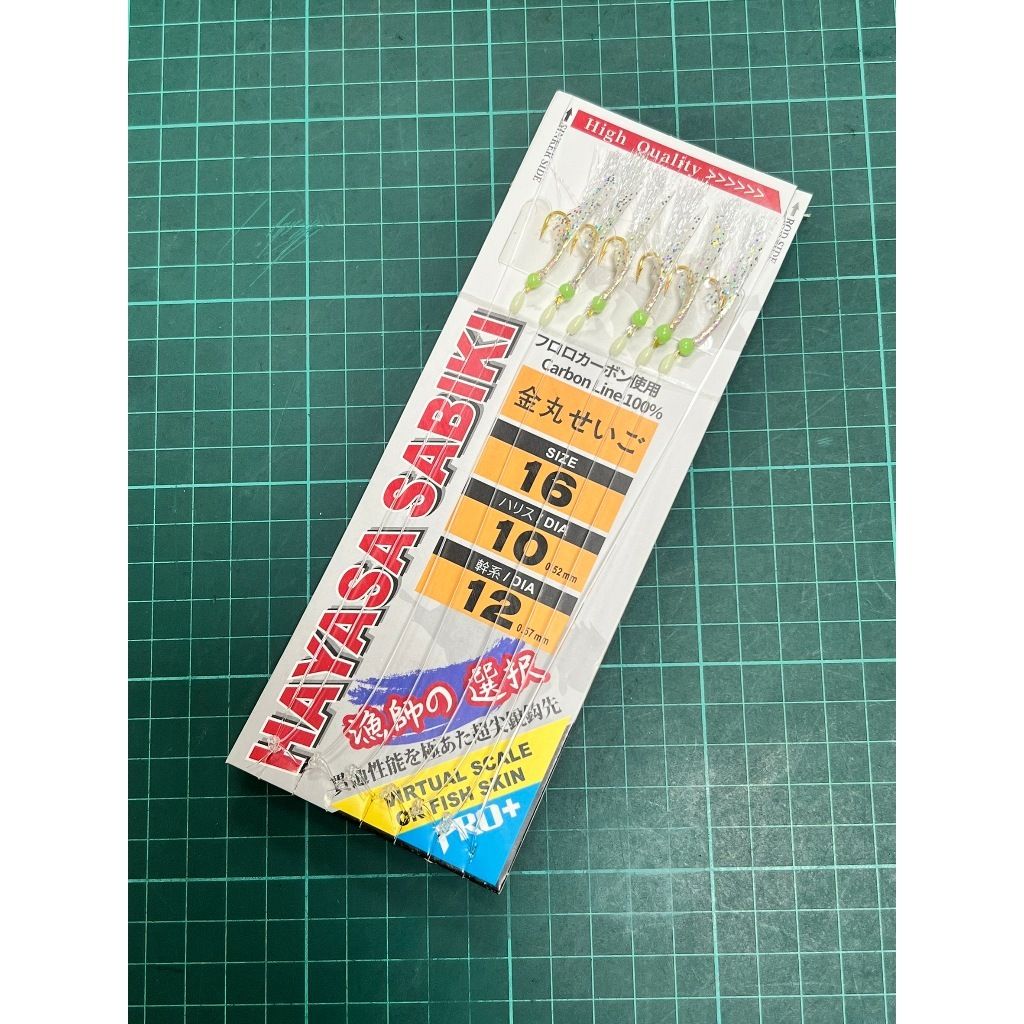 High Quality >>>>>>
SINKER SIDE
ROD SIDE
HAYASA SABIKI
フロロカーボン使用
Carbon Line 100%
金丸せいご
SIZE
16
ハリス/DIA
10
0.52mm
幹糸/DIA
12
0.57mm
漁師の選択
貫通性能を極めた超尖鋭鈎先
VIRTUAL SCALE
OR FISH SKIN
PRO+